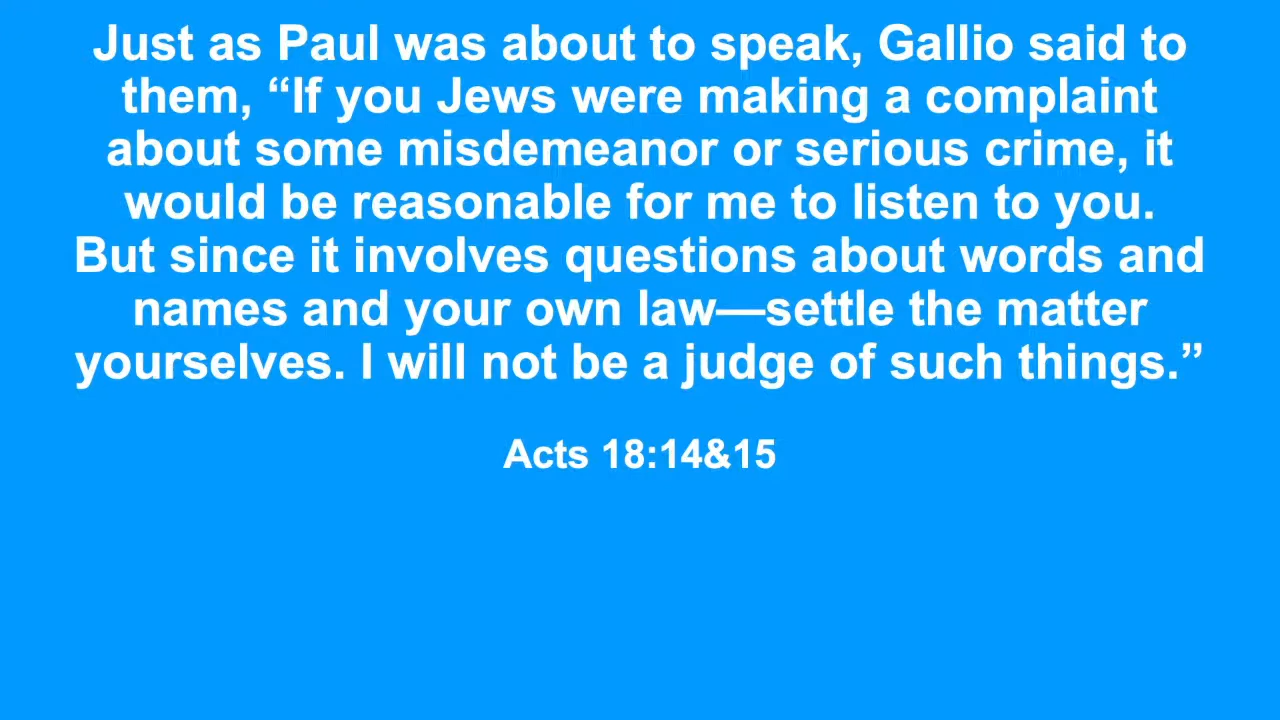 Just as Paul was about to speak, Gallio said to
them, “If you Jews were making a complaint
about some misdemeanor or serious crime, it
would be reasonable for me to listen to you.
But since it involves questions about words and
names and your own law—settle the matter
yourselves. I will not be a judge of such things.”
Acts 18:14&15